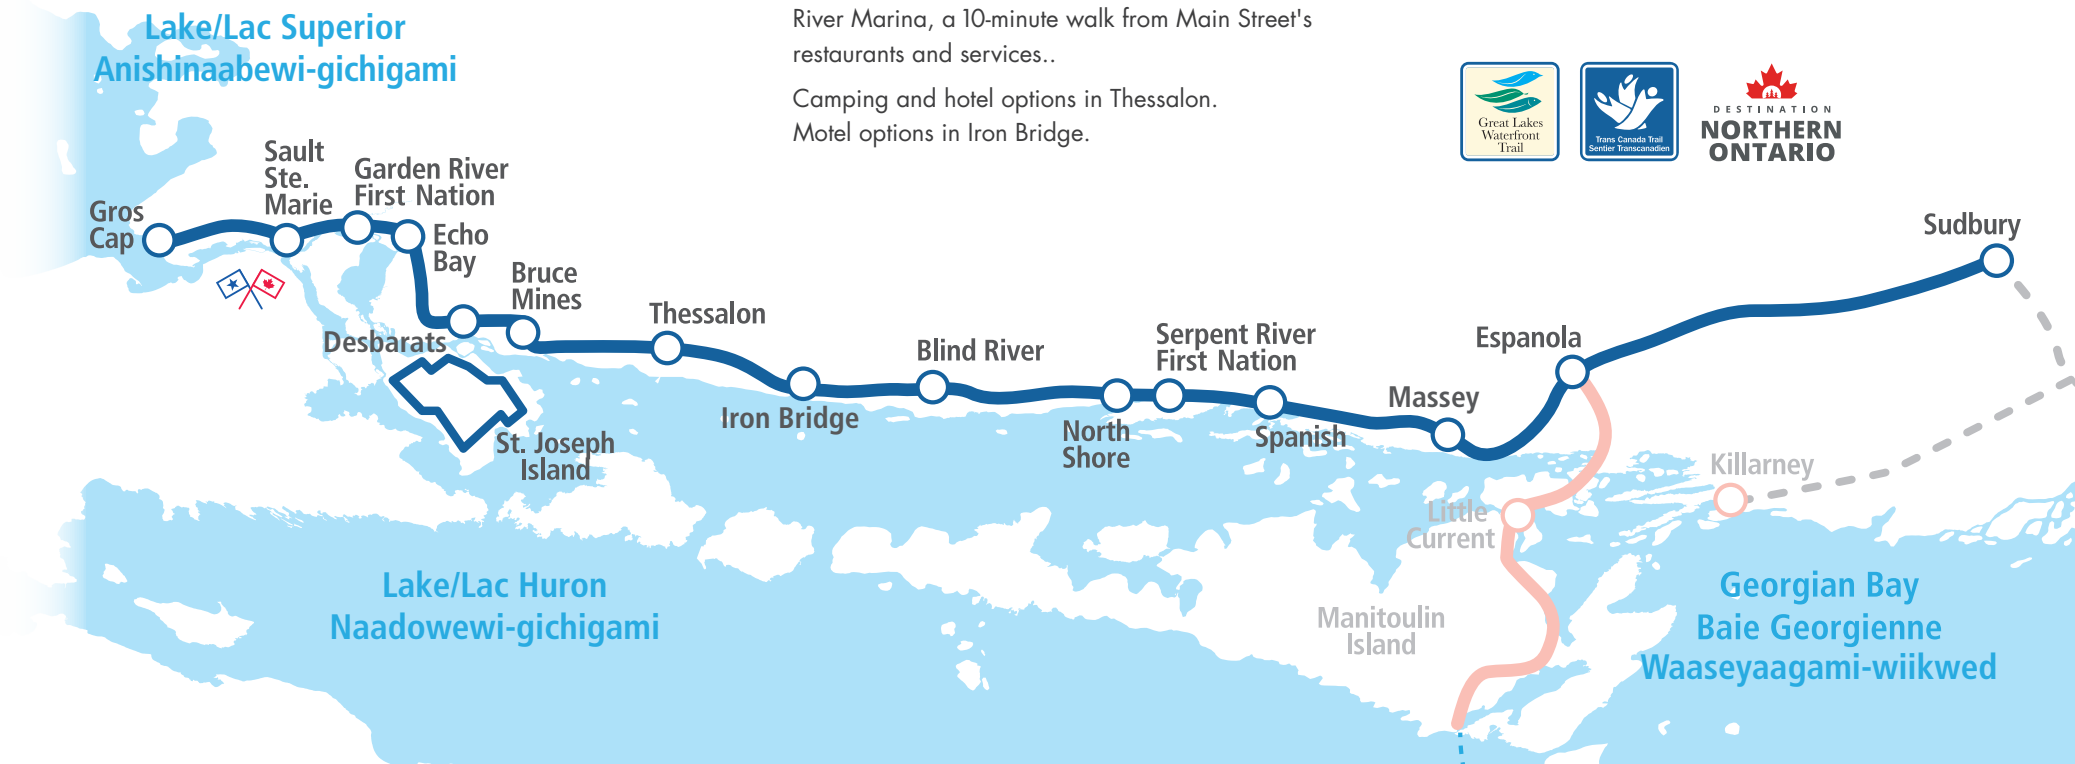 Lake/Lac Superior
Anishinaabewi-gichigami
River Marina, a 10-minute walk from Main Street's
restaurants and services..
Camping and hotel options in Thessalon.
Motel options in Iron Bridge.
Great Lakes
Waterfront
Trail
Trans Canada Trail
Sentier Transcanadien
DESTINATION
NORTHERN
ONTARIO
Gros
Cap
Sault
Ste.
Marie
Garden River
First Nation
Echo
Bay
Desbarats
Bruce
Mines
St. Joseph
Island
Thessalon
Iron Bridge
Blind River
North
Shore
Serpent River
First Nation
Spanish
Massey
Espanola
Sudbury
Killarney
Little
Current
Manitoulin
Island
Lake/Lac Huron
Naadowewi-gichigami
Georgian Bay
Baie Georgienne
Waaseyaagami-wiikwed